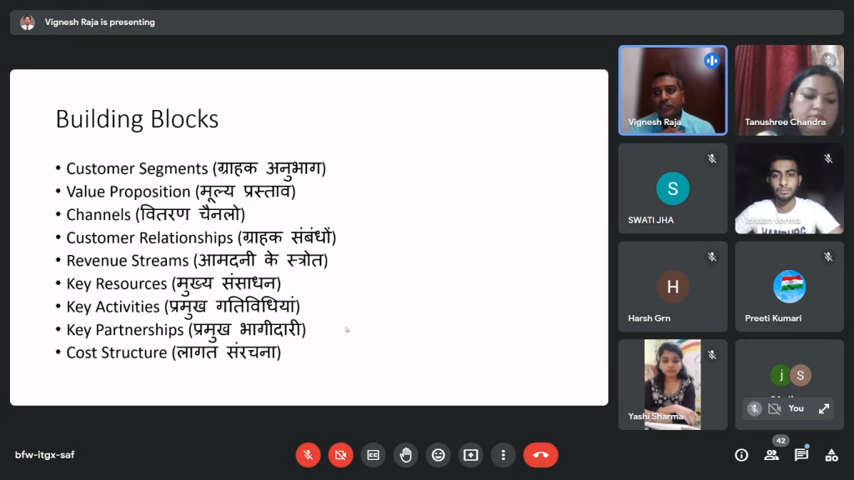 Vignesh Raja is presenting
Building Blocks
• Customer Segments (ग्राहक अनुभाग)
• Value Proposition (मूल्य प्रस्ताव)
• Channels (वितरण चैनलो)
• Customer Relationships (ग्राहक संबंधों)
• Revenue Streams (आमदनी के स्त्रोत)
• Key Resources (मुख्य संसाधन)
• Key Activities (प्रमुख गतिविधियां)
• Key Partnerships (प्रमुख भागीदारी)
• Cost Structure (लागत संरचना)
Vignesh Raja
Tanushree Chandra
S
SWATI JHA
HAMBURG
H
Harsh Grn
Preeti Kumari
Yashi Sharma
j S
You
bfw-itgx-saf
42